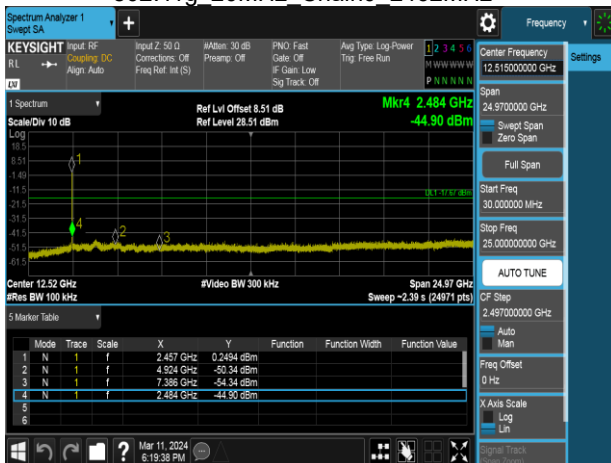 Spectrum Analyzer 1
Swept SA
+
Frequency
KEYSIGHT
RL
LXI
Input: RF
Coupling: DC
Align: Auto
Input Z: 50 Ω
Corrections: Off
Freq Ref: Int (S)
#Atten: 30 dB
Preamp: Off
PNO: Fast
Gate: Off
IF Gain: Low
Sig Track: Off
Avg Type: Log-Power
Trig: Free Run
1 2 3 4 5 6
M W W W W W
P N N N N N
1 Spectrum
Scale/Div 10 dB
Ref Lvl Offset 8.51 dB
Ref Level 28.51 dBm
Mkr4 2.484 GHz
-44.90 dBm
Log
18.5
8.51
-1.49
-11.5
-21.5
-31.5
-41.5
-51.5
-61.5
1
4
2
3
DL1 -17.67 dBm
Center 12.52 GHz
#Res BW 100 kHz
#Video BW 300 kHz
Span 24.97 GHz
Sweep ~2.39 s (24971 pts)
5 Marker Table
Mode Trace Scale X Y Function Function Width Function Value
1 N 1 f 2.457 GHz 0.2494 dBm
2 N 1 f 4.924 GHz -50.34 dBm
3 N 1 f 7.386 GHz -54.34 dBm
4 N 1 f 2.484 GHz -44.90 dBm
5
6
Mar 11, 2024
6:19:38 PM
Center Frequency
12.515000000 GHz
Settings
Span
24.9700000 GHz
Swept Span
Zero Span
Full Span
Start Freq
30.000000 MHz
Stop Freq
25.000000000 GHz
AUTO TUNE
CF Step
2.497000000 GHz
Auto
Man
Freq Offset
0 Hz
X Axis Scale
Log
Lin
Signal Track
(Span Zoom)